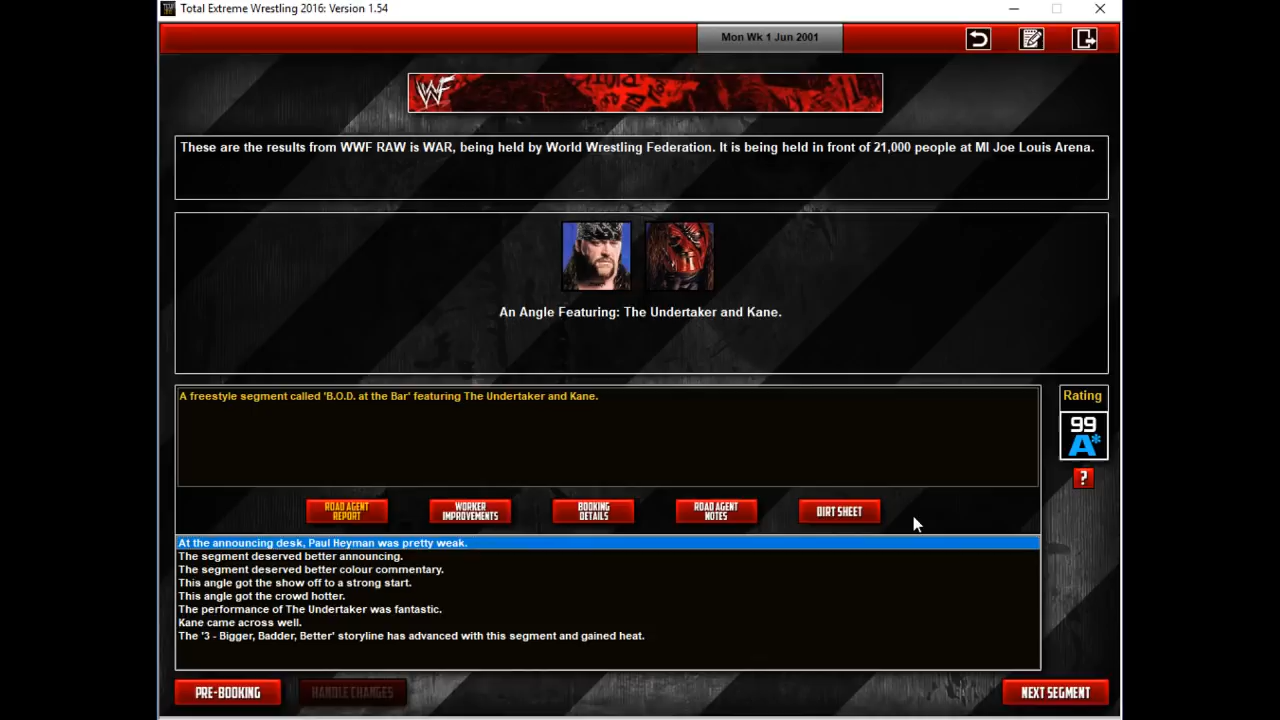 Total Extreme Wrestling 2016: Version 1.54
Mon Wk 1 Jun 2001
These are the results from WWF RAW is WAR, being held by World Wrestling Federation. It is being held in front of 21,000 people at MI Joe Louis Arena.
An Angle Featuring: The Undertaker and Kane.
A freestyle segment called 'B.O.D. at the Bar' featuring The Undertaker and Kane.
Rating
99
A*
?
ROAD AGENT REPORT
WORKER IMPROVEMENTS
BOOKING DETAILS
ROAD AGENT NOTES
DIRT SHEET
At the announcing desk, Paul Heyman was pretty weak.
The segment deserved better announcing.
The segment deserved better colour commentary.
This angle got the show off to a strong start.
This angle got the crowd hotter.
The performance of The Undertaker was fantastic.
Kane came across well.
The '3 - Bigger, Badder, Better' storyline has advanced with this segment and gained heat.
PRE-BOOKING
HANDLE CHANGES
NEXT SEGMENT